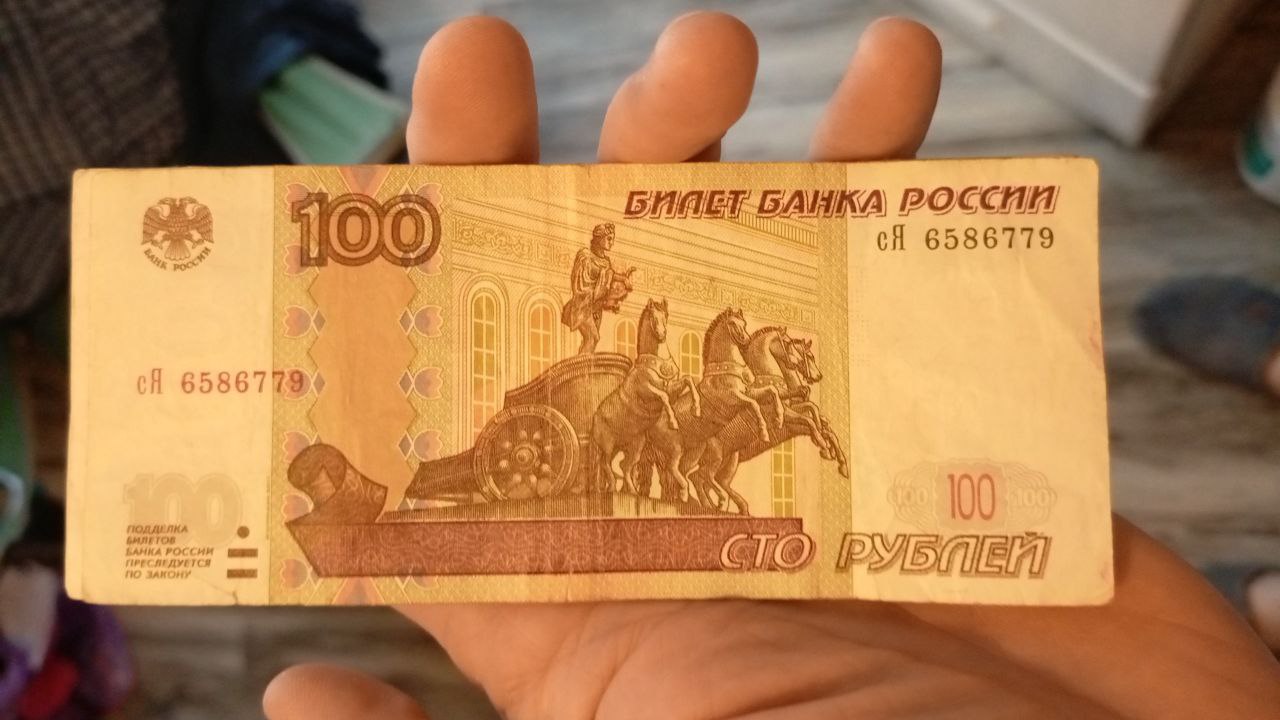 100
БИЛЕТ БАНКА РОССИИ
сЯ 6586779
БАНК РОССИИ
сЯ 6586779
100
100 100 100
ПОДДЕЛКА
БИЛЕТОВ
БАНКА РОССИИ
ПРЕСЛЕДУЕТСЯ
ПО ЗАКОНУ
СТО РУБЛЕЙ